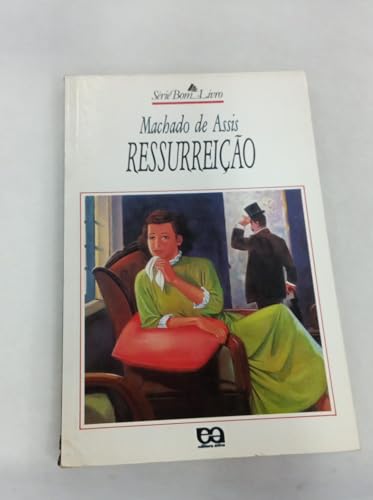 Série Bom Livro
Machado de Assis
RESSURREIÇÃO
editora ática